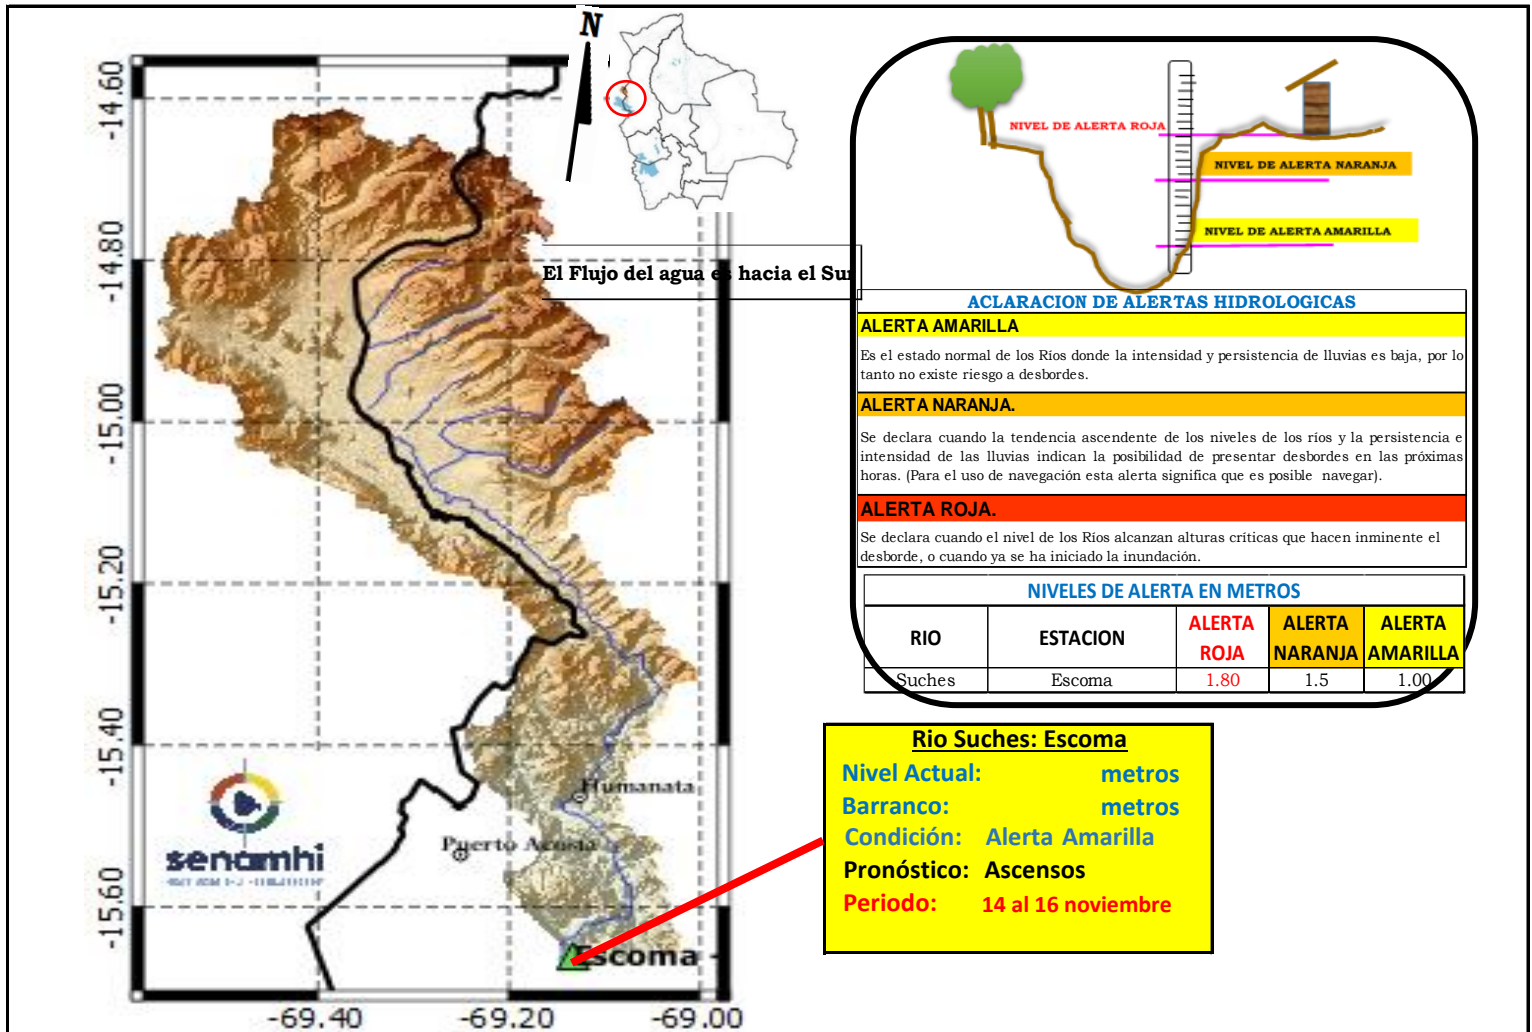 N
-14.60
-14.80
-15.00
-15.20
-15.40
-15.60
-69.40
-69.20
-69.00
El Flujo del agua es hacia el Sur
Humanata
Puerto Acosta
Escoma
senamhi
NIVEL DE ALERTA ROJA
NIVEL DE ALERTA NARANJA
NIVEL DE ALERTA AMARILLA
ACLARACION DE ALERTAS HIDROLOGICAS
ALERTA AMARILLA
Es el estado normal de los Ríos donde la intensidad y persistencia de lluvias es baja, por lo
tanto no existe riesgo a desbordes.
ALERTA NARANJA.
Se declara cuando la tendencia ascendente de los niveles de los ríos y la persistencia e
intensidad de las lluvias indican la posibilidad de presentar desbordes en las próximas
horas. (Para el uso de navegación esta alerta significa que es posible navegar).
ALERTA ROJA.
Se declara cuando el nivel de los Ríos alcanzan alturas críticas que hacen inminente el
desborde, o cuando ya se ha iniciado la inundación.
NIVELES DE ALERTA EN METROS
RIO ESTACION ALERTA ROJA ALERTA NARANJA ALERTA AMARILLA
Suches Escoma 1.80 1.5 1.00
Rio Suches: Escoma
Nivel Actual: metros
Barranco: metros
Condición: Alerta Amarilla
Pronóstico: Ascensos
Periodo: 14 al 16 noviembre